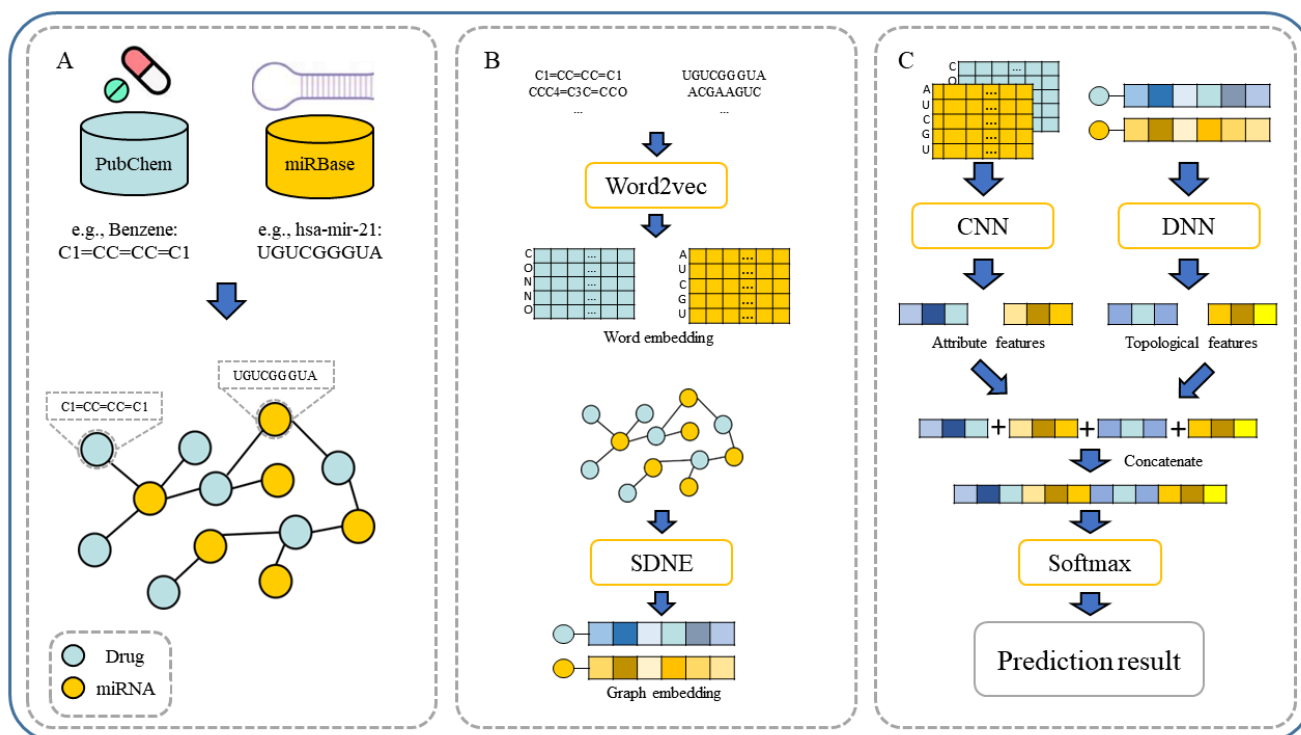 A
PubChem
miRBase
e.g., Benzene:
C1=CC=CC=C1
e.g., hsa-mir-21:
UGUCGGGUA
UGUCGGGUA
C1=CC=CC=C1
Drug
miRNA
B
C1=CC=CC=C1
CCC4=C3C=CCO
...
UGUCGGGUA
ACGAAGUC
...
Word2vec
C
O
N
N
O
...
...
...
...
...
A
U
C
G
U
...
...
...
...
...
Word embedding
SDNE
Graph embedding
C
C
O
...
A
U
C
G
U
...
...
...
...
...
CNN
DNN
Attribute features
Topological features
+
+
+
Concatenate
Softmax
Prediction result